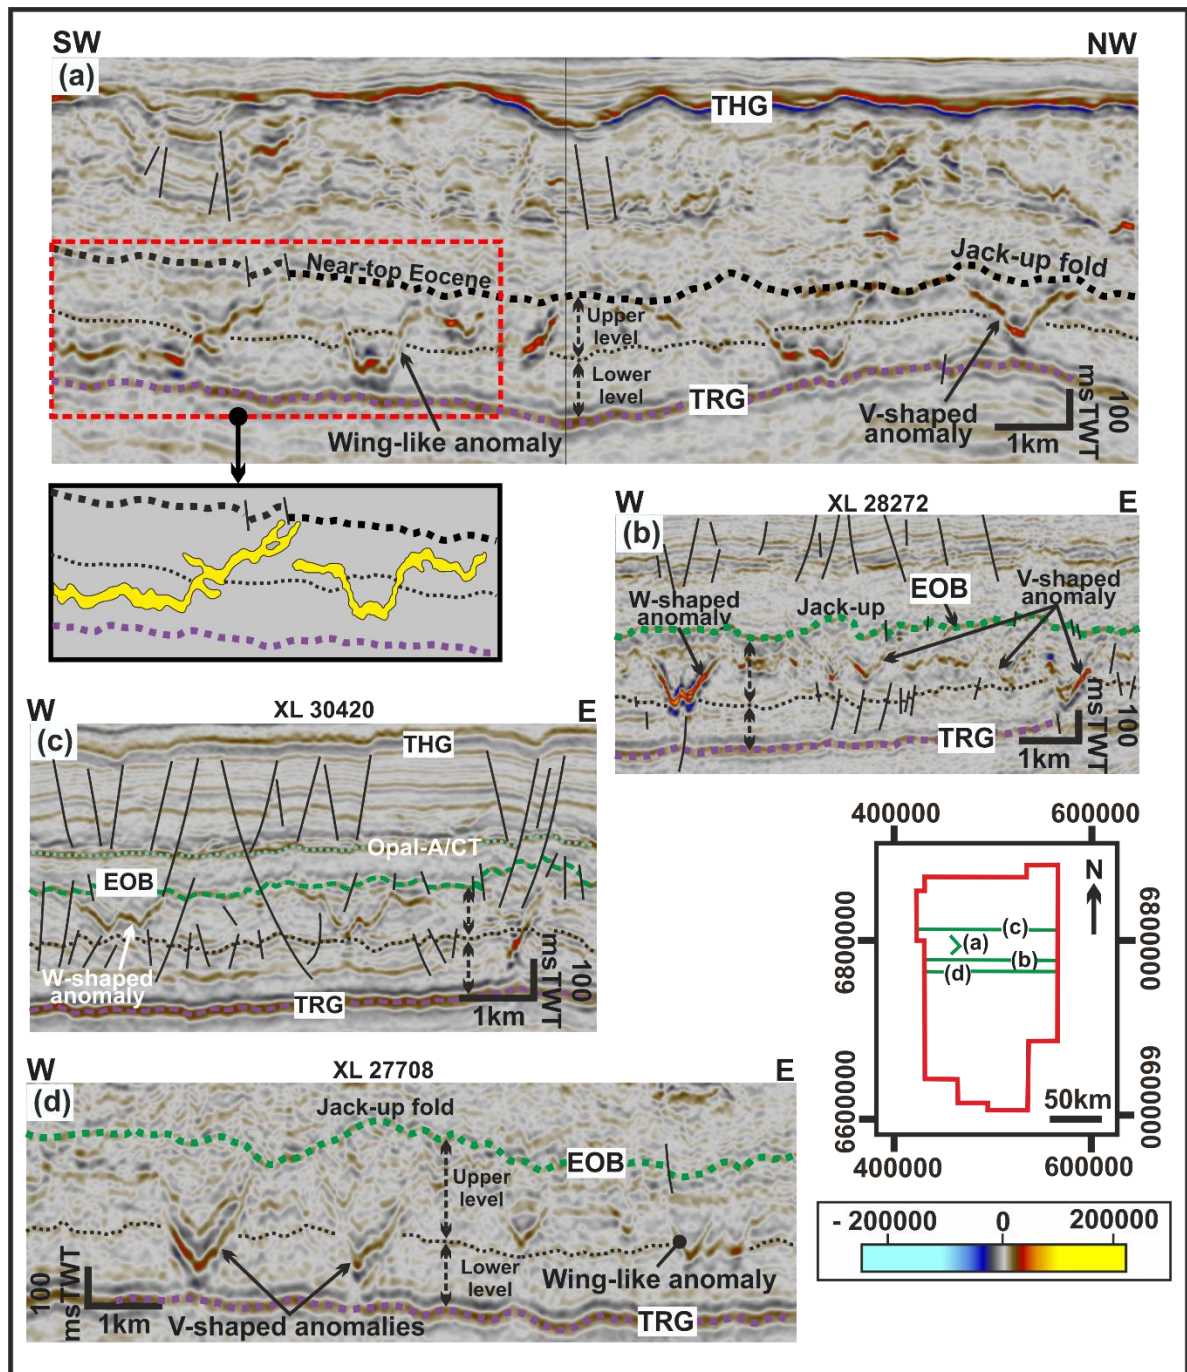 SW
NW
(a)
THG
Near-top Eocene
Jack-up fold
Upper
level
Lower
level
TRG
Wing-like anomaly
V-shaped
anomaly
1km
100
msTWT
W
XL 28272
E
(b)
EOB
V-shaped
anomaly
W-shaped
anomaly
Jack-up
TRG
1km
100
msTWT
W
XL 30420
E
(c)
THG
Opal-A/CT
EOB
W-shaped
anomaly
TRG
1km
100
msTWT
400000
600000
N
(c)
(a)
(b)
(d)
6800000
6800000
6600000
6600000
50km
400000
600000
- 200000
0
200000
W
XL 27708
E
(d)
Jack-up fold
EOB
Upper
level
Lower
level
Wing-like anomaly
100
msTWT
1km
V-shaped anomalies
TRG